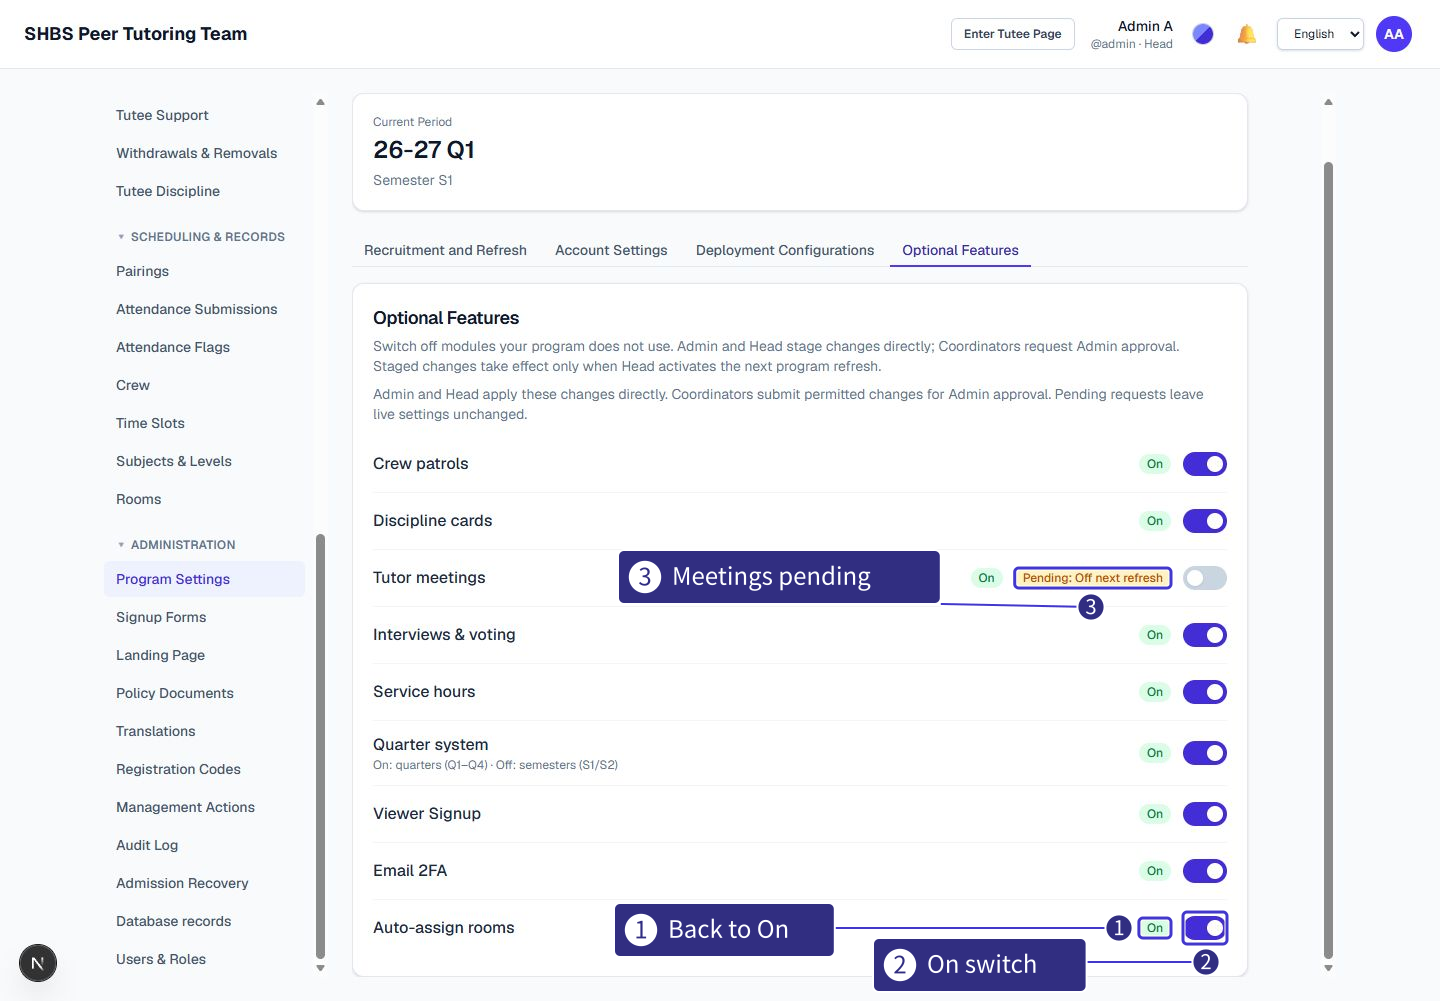 SHBS Peer Tutoring Team
Enter Tutee Page
Admin A
@admin · Head
English
AA
Tutee Support
Withdrawals & Removals
Tutee Discipline
SCHEDULING & RECORDS
Pairings
Attendance Submissions
Attendance Flags
Crew
Time Slots
Subjects & Levels
Rooms
ADMINISTRATION
Program Settings
Signup Forms
Landing Page
Policy Documents
Translations
Registration Codes
Management Actions
Audit Log
Admission Recovery
Database records
Users & Roles
N
Current Period
26-27 Q1
Semester S1
Recruitment and Refresh
Account Settings
Deployment Configurations
Optional Features
Optional Features
Switch off modules your program does not use. Admin and Head stage changes directly; Coordinators request Admin approval.
Staged changes take effect only when Head activates the next program refresh.
Admin and Head apply these changes directly. Coordinators submit permitted changes for Admin approval. Pending requests leave
live settings unchanged.
Crew patrols
On
Discipline cards
On
Tutor meetings
3 Meetings pending
On
Pending: Off next refresh
3
Interviews & voting
On
Service hours
On
Quarter system
On: quarters (Q1–Q4) · Off: semesters (S1/S2)
On
Viewer Signup
On
Email 2FA
On
Auto-assign rooms
1 Back to On
1
On
2 On switch
2